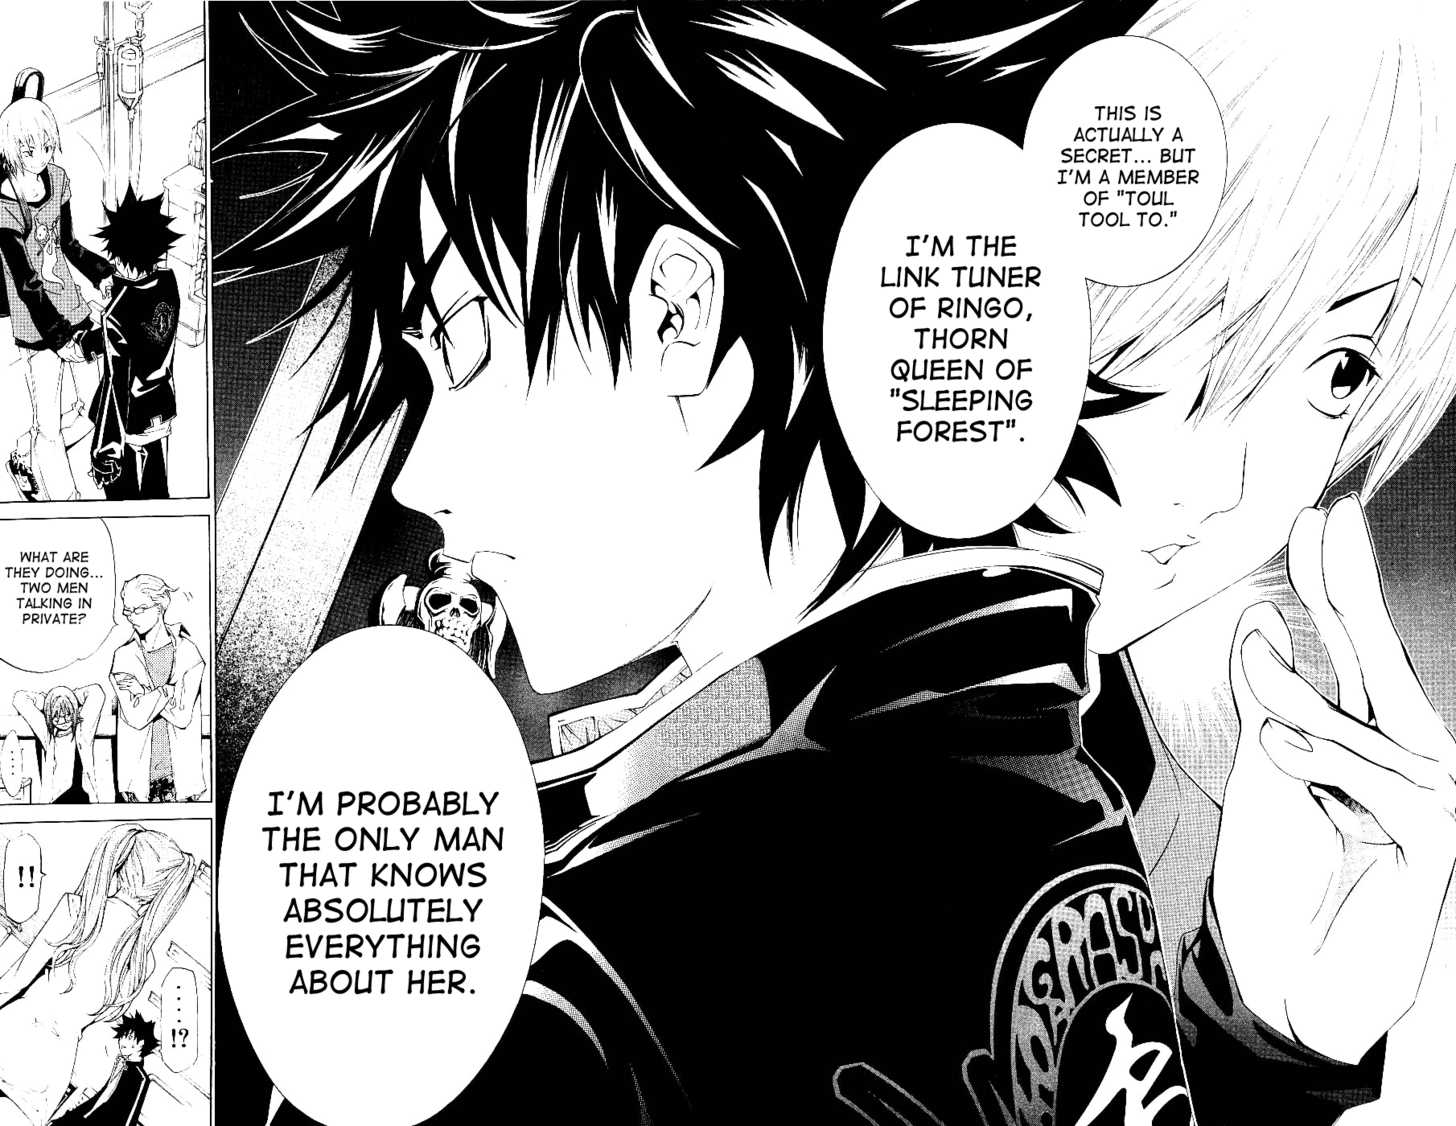 THIS IS
ACTUALLY A
SECRET... BUT
I'M A MEMBER
OF "TOUL
TOOL TO."
I'M THE
LINK TUNER
OF RINGO,
THORN
QUEEN OF
"SLEEPING
FOREST".
I'M PROBABLY
THE ONLY MAN
THAT KNOWS
ABSOLUTELY
EVERYTHING
ABOUT HER.
WHAT ARE
THEY DOING...
TWO MEN
TALKING IN
PRIVATE?
....
!!
....
!?